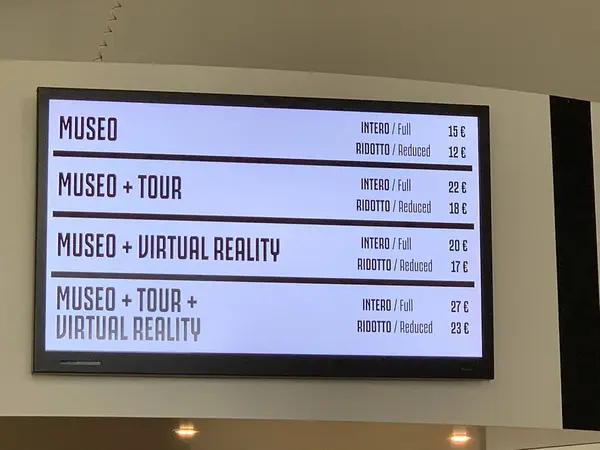 MUSEO INTERO / Full 15 €
RIDOTTO / Reduced 12 €
MUSEO + TOUR INTERO / Full 22 €
RIDOTTO / Reduced 18 €
MUSEO + VIRTUAL REALITY INTERO / Full 20 €
RIDOTTO / Reduced 17 €
MUSEO + TOUR + INTERO / Full 27 €
VIRTUAL REALITY RIDOTTO / Reduced 23 €